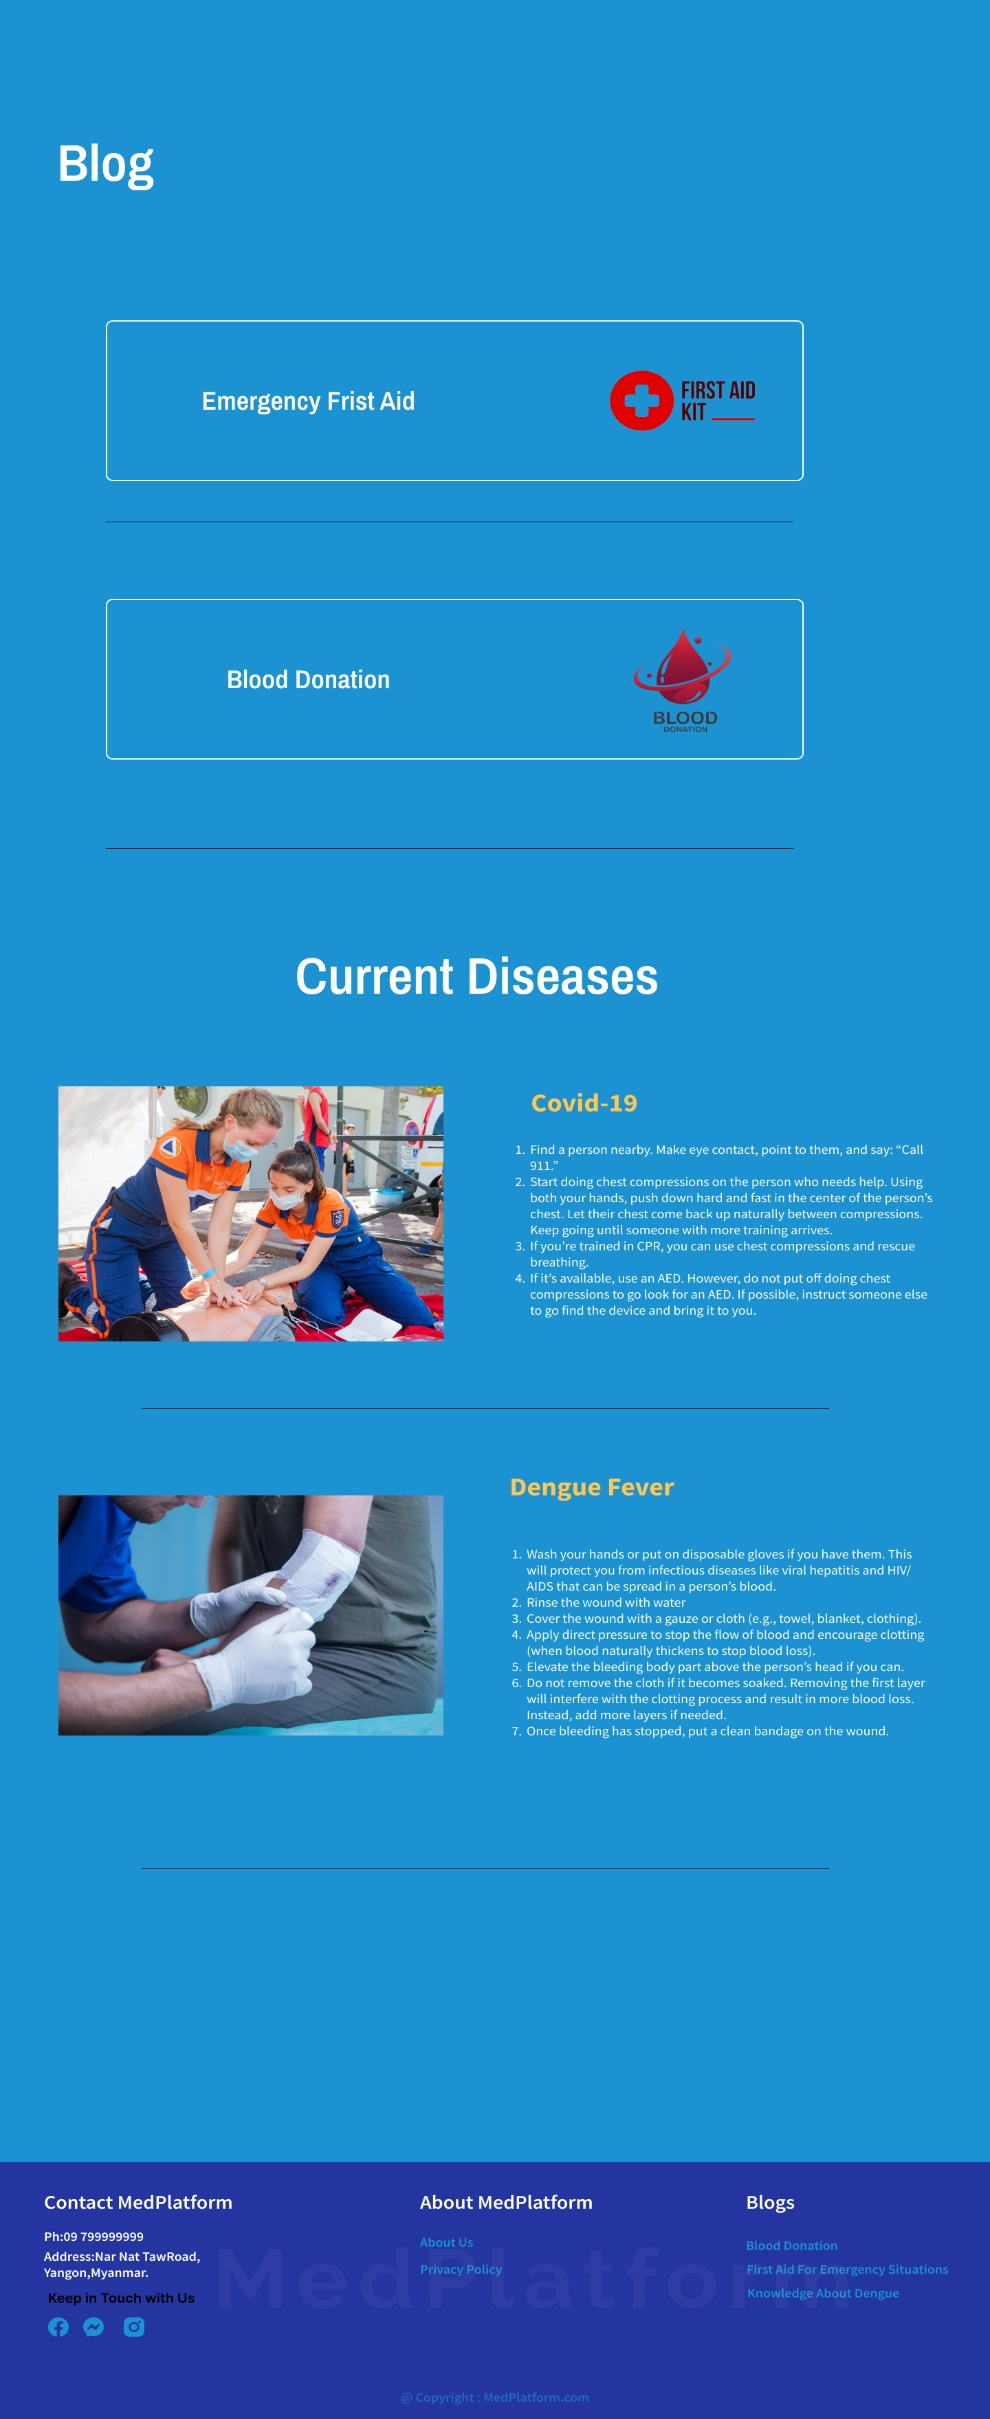 Blog
Emergency Frist Aid
FIRST AID
KIT
Blood Donation
BLOOD
DONATION
Current Diseases
Covid-19
1. Find a person nearby. Make eye contact, point to them, and say: “Call
911.”
2. Start doing chest compressions on the person who needs help. Using
both your hands, push down hard and fast in the center of the person’s
chest. Let their chest come back up naturally between compressions.
Keep going until someone with more training arrives.
3. If you’re trained in CPR, you can use chest compressions and rescue
breathing.
4. If it’s available, use an AED. However, do not put off doing chest
compressions to go look for an AED. If possible, instruct someone else
to go find the device and bring it to you.
Dengue Fever
1. Wash your hands or put on disposable gloves if you have them. This
will protect you from infectious diseases like viral hepatitis and HIV/
AIDS that can be spread in a person’s blood.
2. Rinse the wound with water
3. Cover the wound with a gauze or cloth (e.g., towel, blanket, clothing).
4. Apply direct pressure to stop the flow of blood and encourage clotting
(when blood naturally thickens to stop blood loss).
5. Elevate the bleeding body part above the person’s head if you can.
6. Do not remove the cloth if it becomes soaked. Removing the first layer
will interfere with the clotting process and result in more blood loss.
Instead, add more layers if needed.
7. Once bleeding has stopped, put a clean bandage on the wound.
Contact MedPlatform
Ph:09 799999999
Address:Nar Nat TawRoad,
Yangon,Myanmar.
Keep in Touch with Us
About MedPlatform
About Us
Privacy Policy
Blogs
Blood Donation
First Aid For Emergency Situations
Knowledge About Dengue
MedPlatform
@ Copyright : MedPlatform.com